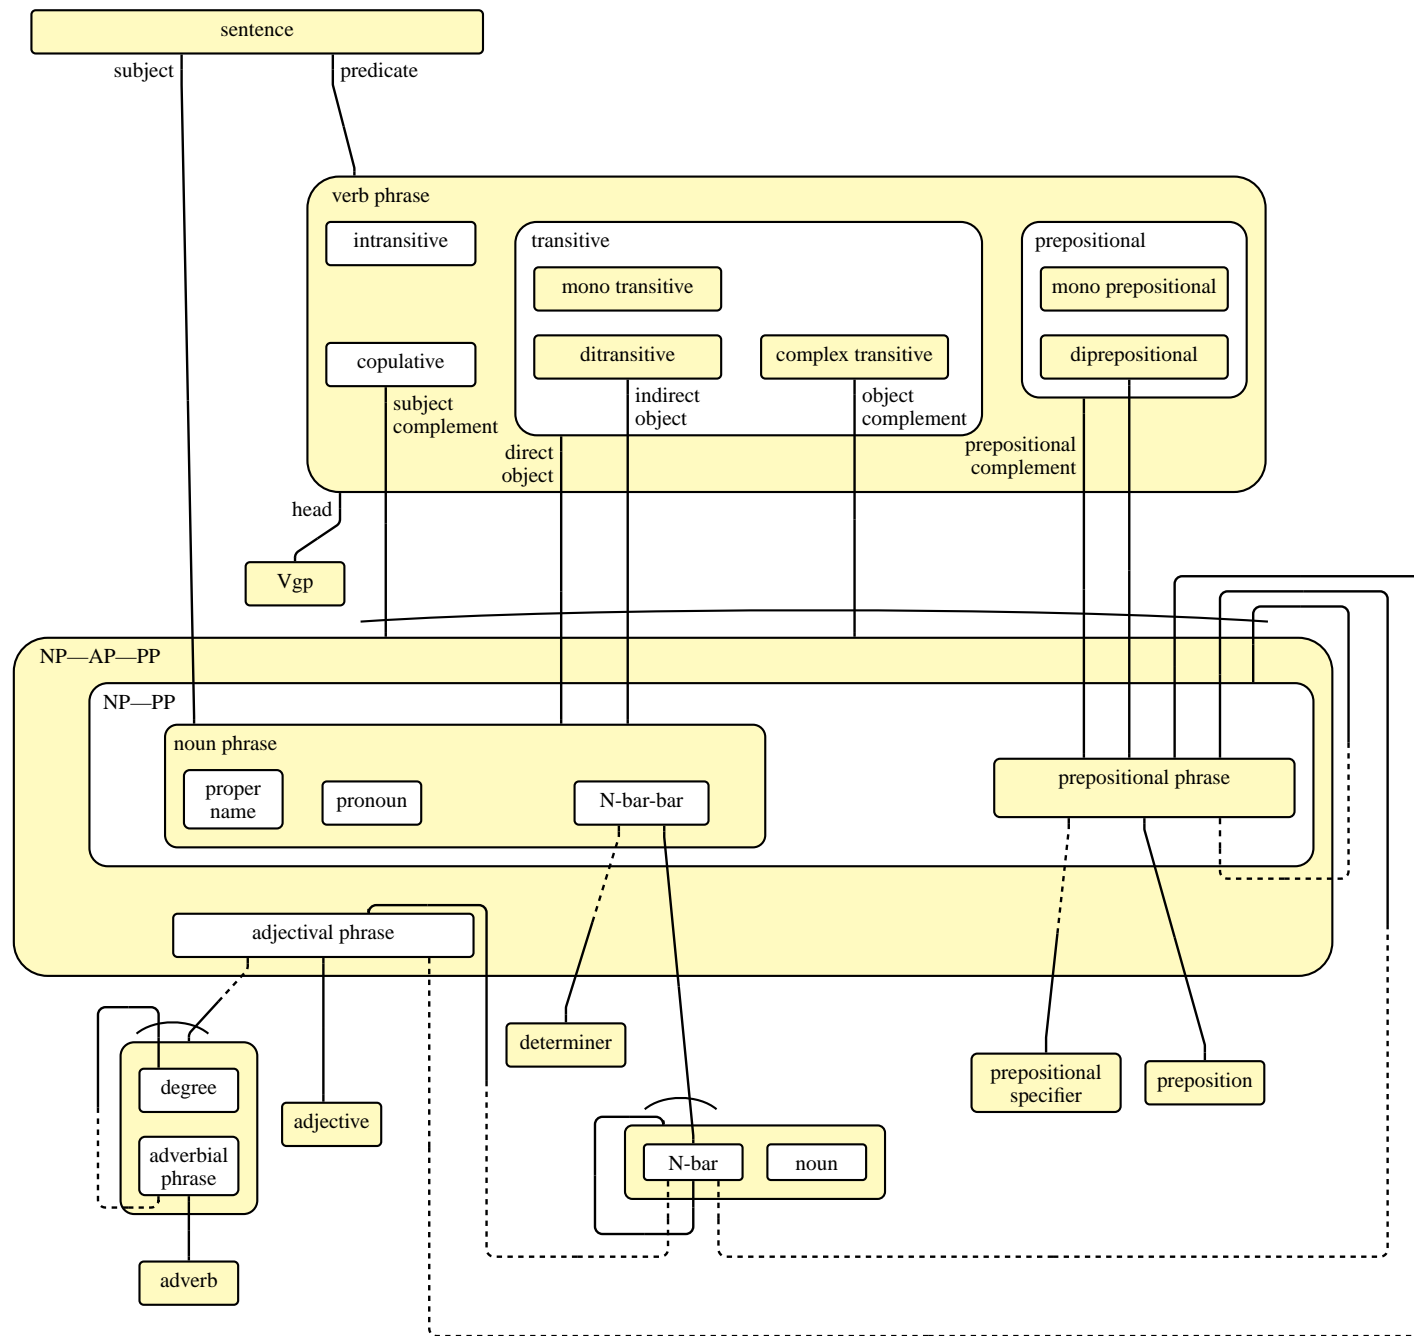 sentence
subject
predicate
verb phrase
intransitive
transitive
prepositional
mono transitive
mono prepositional
copulative
ditransitive
complex transitive
diprepositional
subject
complement
indirect
object
object
complement
direct
object
prepositional
complement
head
Vgp
NP—AP—PP
NP—PP
noun phrase
proper
name
pronoun
N-bar-bar
prepositional phrase
adjectival phrase
determiner
degree
adverbial
phrase
adjective
prepositional
specifier
preposition
N-bar
noun
adverb